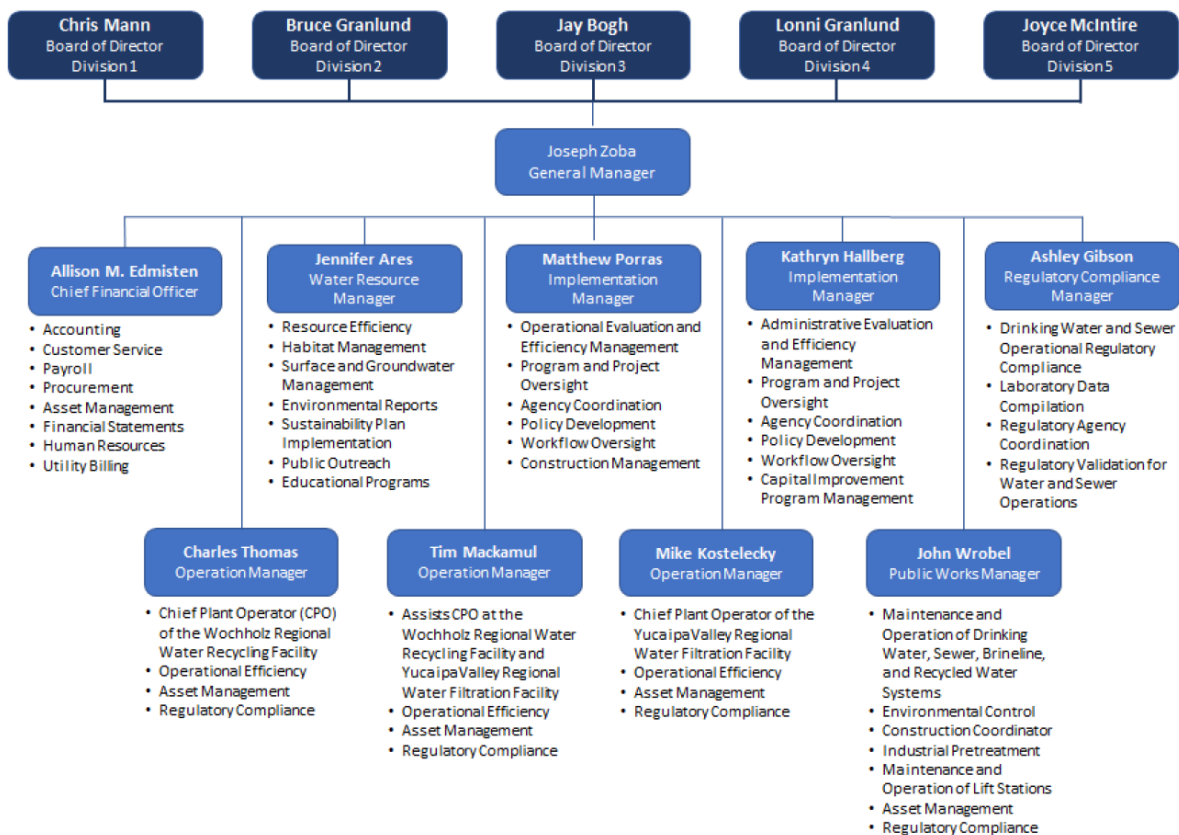 Chris Mann
Board of Director
Division 1
Bruce Granlund
Board of Director
Division 2
Jay Bogh
Board of Director
Division 3
Lonni Granlund
Board of Director
Division 4
Joyce McIntire
Board of Director
Division 5
Joseph Zoba
General Manager
Allison M. Edmisten
Chief Financial Officer
• Accounting
• Customer Service
• Payroll
• Procurement
• Asset Management
• Financial Statements
• Human Resources
• Utility Billing
Jennifer Ares
Water Resource
Manager
• Resource Efficiency
• Habitat Management
• Surface and Groundwater
Management
• Environmental Reports
• Sustainability Plan
Implementation
• Public Outreach
• Educational Programs
Matthew Porras
Implementation
Manager
• Operational Evaluation and
Efficiency Management
• Program and Project
Oversight
• Agency Coordination
• Policy Development
• Workflow Oversight
• Construction Management
Kathryn Hallberg
Implementation
Manager
• Administrative Evaluation
and Efficiency
Management
• Program and Project
Oversight
• Agency Coordination
• Policy Development
• Workflow Oversight
• Capital Improvement
Program Management
Ashley Gibson
Regulatory Compliance
Manager
• Drinking Water and Sewer
Operational Regulatory
Compliance
• Laboratory Data
Compilation
• Regulatory Agency
Coordination
• Regulatory Validation for
Water and Sewer
Operations
Charles Thomas
Operation Manager
• Chief Plant Operator (CPO)
of the Wochholz Regional
Water Recycling Facility
• Operational Efficiency
• Asset Management
• Regulatory Compliance
Tim Mackamul
Operation Manager
• Assists CPO at the
Wochholz Regional Water
Recycling Facility and
Yucaipa Valley Regional
Water Filtration Facility
• Operational Efficiency
• Asset Management
• Regulatory Compliance
Mike Kostelecky
Operation Manager
• Chief Plant Operator of the
Yucaipa Valley Regional
Water Filtration Facility
• Operational Efficiency
• Asset Management
• Regulatory Compliance
John Wrobel
Public Works Manager
• Maintenance and
Operation of Drinking
Water, Sewer, Brineline,
and Recycled Water
Systems
• Environmental Control
• Construction Coordinator
• Industrial Pretreatment
• Maintenance and
Operation of Lift Stations
• Asset Management
• Regulatory Compliance